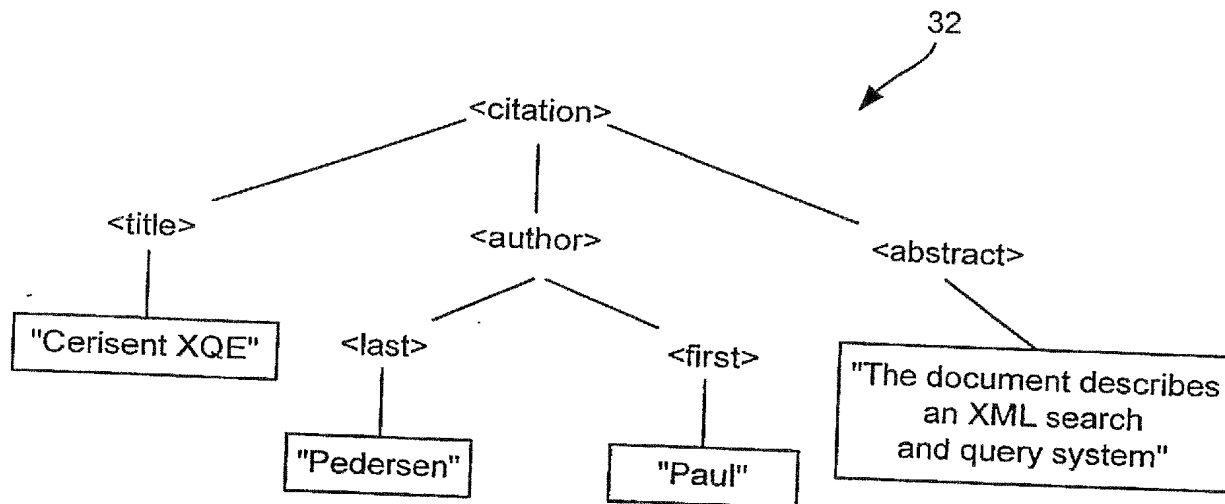 32
<citation>
<title>
<author>
<abstract>
"Cerisent XQE"
<last>
<first>
"The document describes
an XML search
and query system"
"Pedersen"
"Paul"